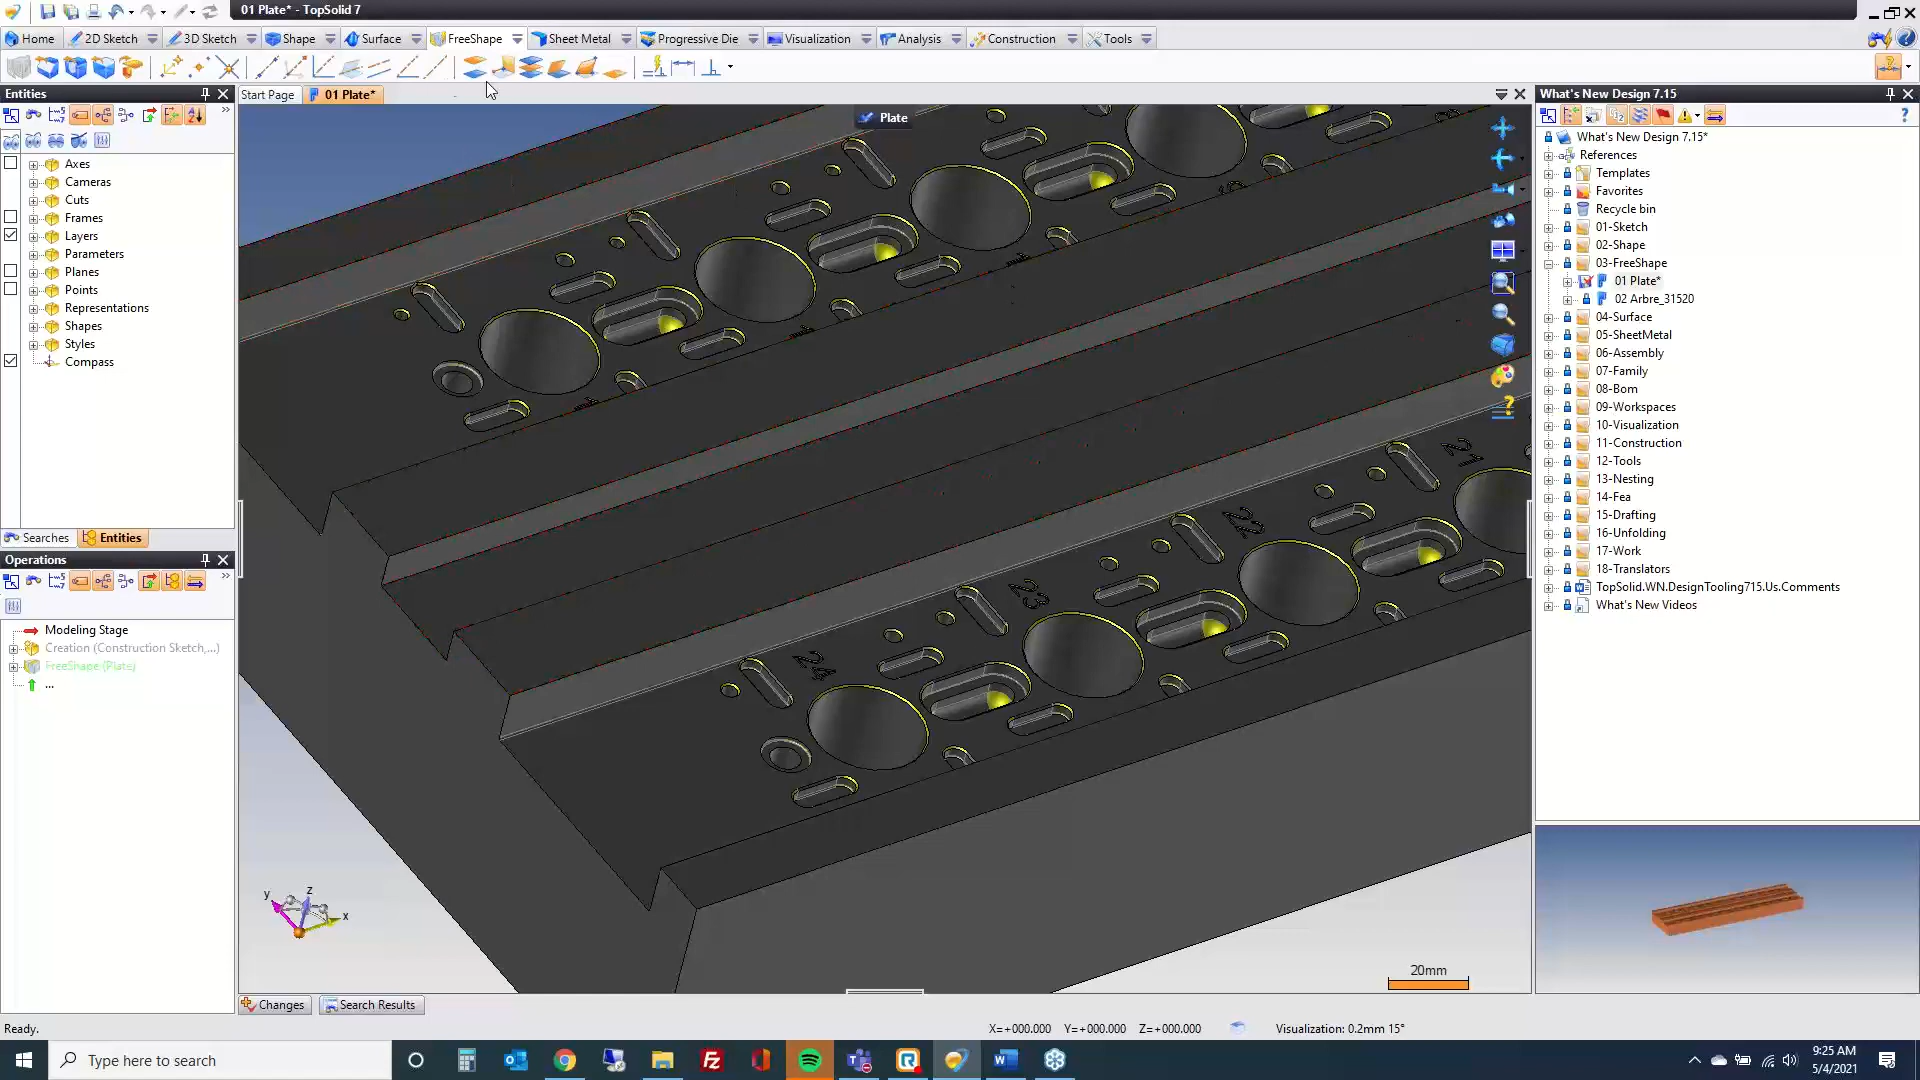 01 Plate* - TopSolid 7
Home
2D Sketch
3D Sketch
Shape
Surface
FreeShape
Sheet Metal
Progressive Die
Visualization
Analysis
Construction
Tools
Entities
Axes
Cameras
Cuts
Frames
Layers
Parameters
Planes
Points
Representations
Shapes
Styles
Compass
Searches
Entities
Operations
Modeling Stage
Creation (Construction Sketch,...)
FreeShape (Plate)
...
Start Page
01 Plate*
Plate
21
22
23
24
x
y
z
20mm
Changes
Search Results
What's New Design 7.15
What's New Design 7.15*
References
Templates
Favorites
Recycle bin
01-Sketch
02-Shape
03-FreeShape
01 Plate*
02 Arbre_31520
04-Surface
05-SheetMetal
06-Assembly
07-Family
08-Bom
09-Workspaces
10-Visualization
11-Construction
12-Tools
13-Nesting
14-Fea
15-Drafting
16-Unfolding
17-Work
18-Translators
TopSolid.WN.DesignTooling715.Us.Comments
What's New Videos
Ready.
X=+000.000 Y=+000.000 Z=+000.000
Visualization: 0.2mm 15°
Type here to search
9:25 AM
5/4/2021